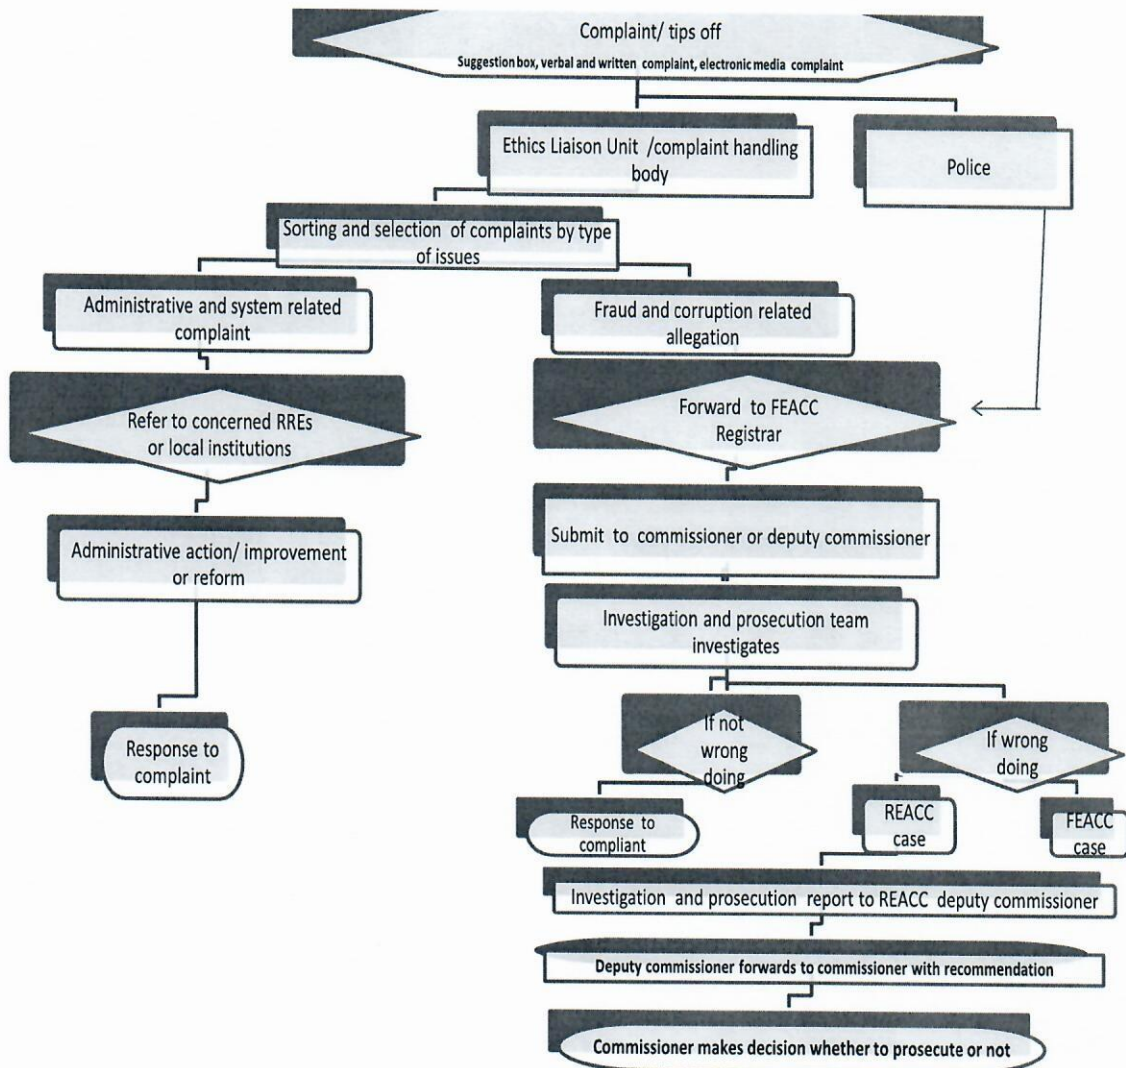 Complaint/ tips off
Suggestion box, verbal and written complaint, electronic media complaint
Ethics Liaison Unit /complaint handling
body
Police
Sorting and selection of complaints by type
of issues
Administrative and system related
complaint
Fraud and corruption related
allegation
Refer to concerned RREs
or local institutions
Forward to FEACC
Registrar
Administrative action/ improvement
or reform
Submit to commissioner or deputy commissioner
Investigation and prosecution team
investigates
Response to
complaint
If not
wrong
doing
If wrong
doing
Response to
compliant
REACC
case
FEACC
case
Investigation and prosecution report to REACC deputy commissioner
Deputy commissioner forwards to commissioner with recommendation
Commissioner makes decision whether to prosecute or not